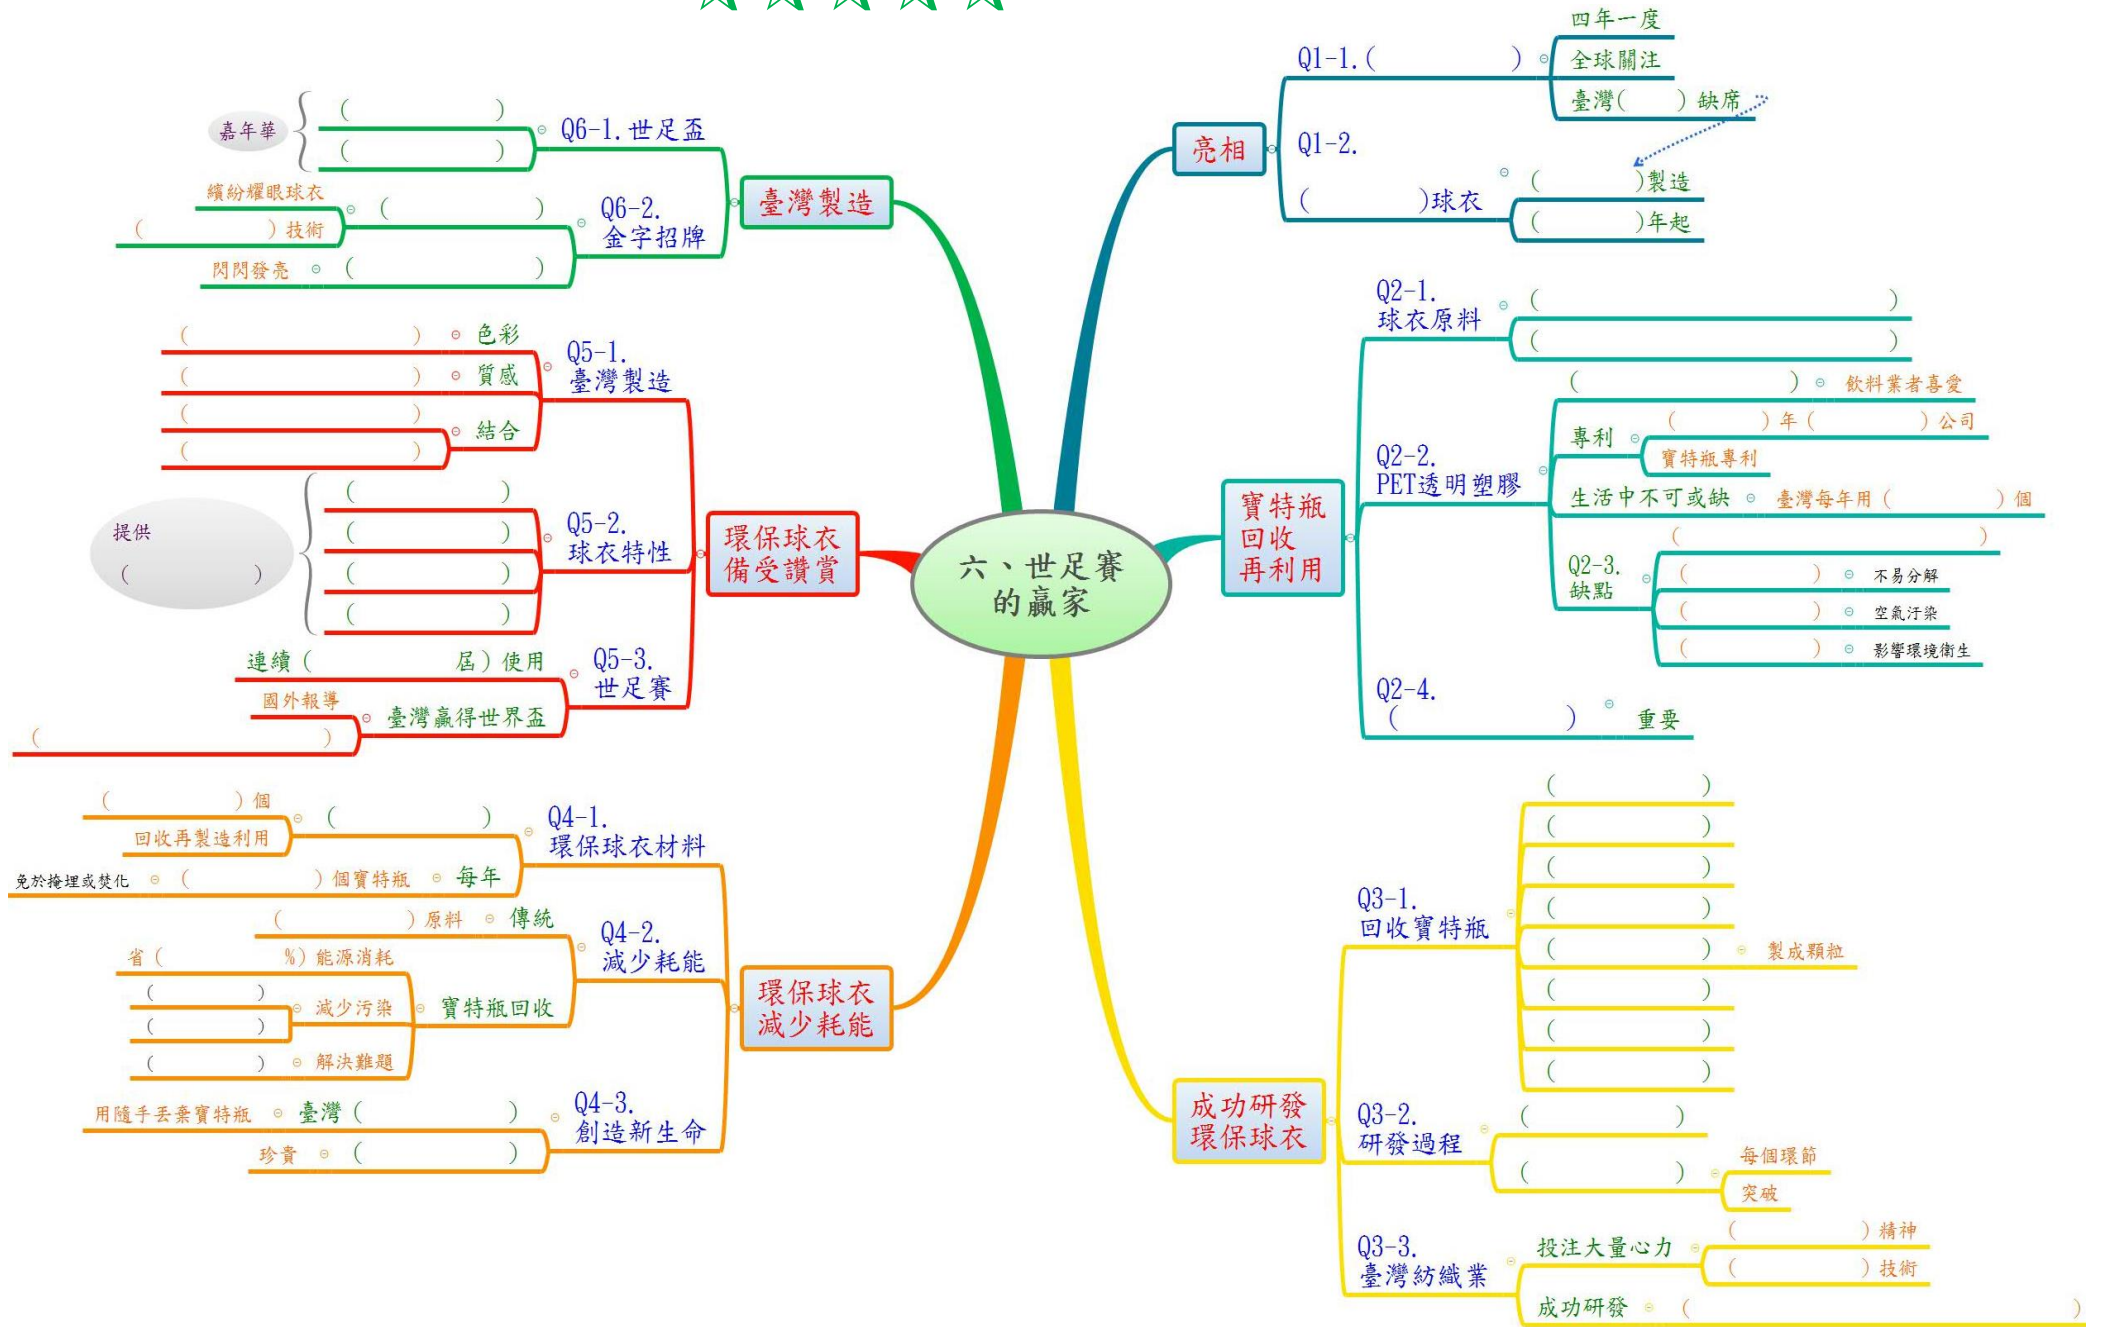 六、世足賽
的贏家
亮相
Q1-1.( )
四年一度
全球關注
臺灣( )缺席
Q1-2.
( )球衣
( )製造
( )年起
寶特瓶
回收
再利用
Q2-1.
球衣原料
( )
( )
Q2-2.
PET透明塑膠
( ) 飲料業者喜愛
專利
( )年( )公司
寶特瓶專利
生活中不可或缺 臺灣每年用( )個
Q2-3.
缺點
( )
( ) 不易分解
( ) 空氣汙染
( ) 影響環境衛生
Q2-4.
( ) 重要
成功研發
環保球衣
Q3-1.
回收寶特瓶
( )
( )
( )
( )
( ) 製成顆粒
( )
( )
( )
Q3-2.
研發過程
( )
( )
每個環節
突破
Q3-3.
臺灣紡織業
投注大量心力
( )精神
( )技術
成功研發 ( )
環保球衣
減少耗能
Q4-1.
環保球衣材料
( )
( )個
回收再製造利用
每年 ( )個寶特瓶 免於掩埋或焚化
Q4-2.
減少耗能
傳統 ( )原料
寶特瓶回收
省( %)能源消耗
減少污染
( )
( )
解決難題 ( )
Q4-3.
創造新生命
臺灣( ) 用隨手丟棄寶特瓶
( ) 珍貴
環保球衣
備受讚賞
Q5-1.
臺灣製造
色彩 ( )
質感 ( )
結合
( )
( )
Q5-2.
球衣特性
( )
( )
( )
( )
提供
( )
Q5-3.
世足賽
連續( 屆)使用
臺灣贏得世界盃
國外報導
( )
臺灣製造
Q6-1.世足盃
( )
( )
嘉年華
Q6-2.
金字招牌
( )
繽紛耀眼球衣
( )技術
( ) 閃閃發亮